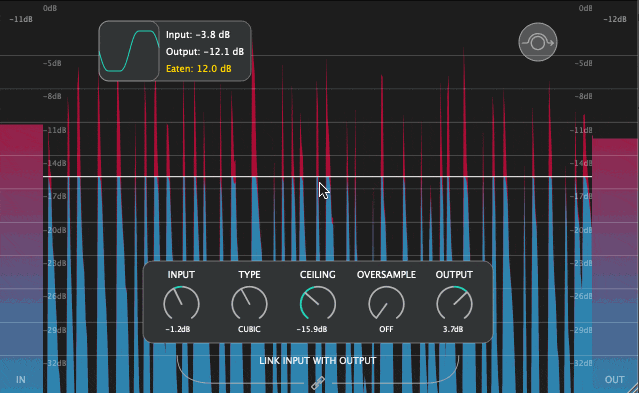 0dB
0dB
-11dB
-12dB
Input: -3.8 dB
Output: -12.1 dB
Eaten: 12.0 dB
-5dB
-5dB
-8dB
-8dB
-11dB
-11dB
-14dB
-14dB
-17dB
-17dB
-20dB
-20dB
-23dB
-23dB
-26dB
-26dB
-29dB
-29dB
-32dB
-32dB
INPUT
TYPE
CEILING
OVERSAMPLE
OUTPUT
-1.2dB
CUBIC
-15.9dB
OFF
3.7dB
LINK INPUT WITH OUTPUT
IN
OUT